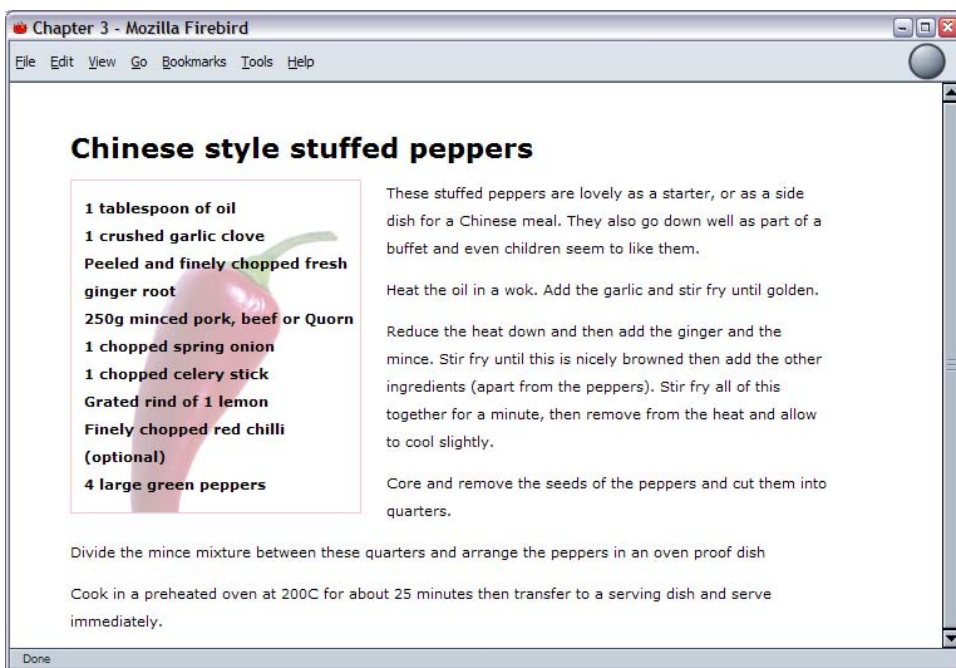 Chapter 3 - Mozilla Firebird
File Edit View Go Bookmarks Tools Help
Chinese style stuffed peppers
1 tablespoon of oil
1 crushed garlic clove
Peeled and finely chopped fresh
ginger root
250g minced pork, beef or Quorn
1 chopped spring onion
1 chopped celery stick
Grated rind of 1 lemon
Finely chopped red chilli
(optional)
4 large green peppers
These stuffed peppers are lovely as a starter, or as a side
dish for a Chinese meal. They also go down well as part of a
buffet and even children seem to like them.
Heat the oil in a wok. Add the garlic and stir fry until golden.
Reduce the heat down and then add the ginger and the
mince. Stir fry until this is nicely browned then add the other
ingredients (apart from the peppers). Stir fry all of this
together for a minute, then remove from the heat and allow
to cool slightly.
Core and remove the seeds of the peppers and cut them into
quarters.
Divide the mince mixture between these quarters and arrange the peppers in an oven proof dish
Cook in a preheated oven at 200C for about 25 minutes then transfer to a serving dish and serve
immediately.
Done